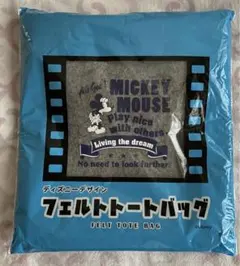 MICKEY
MOUSE
Play nice
with others
Living the dream
No need to look further
ディズニーデザイン
フェルトトートバッグ
FELT TOTE BAG